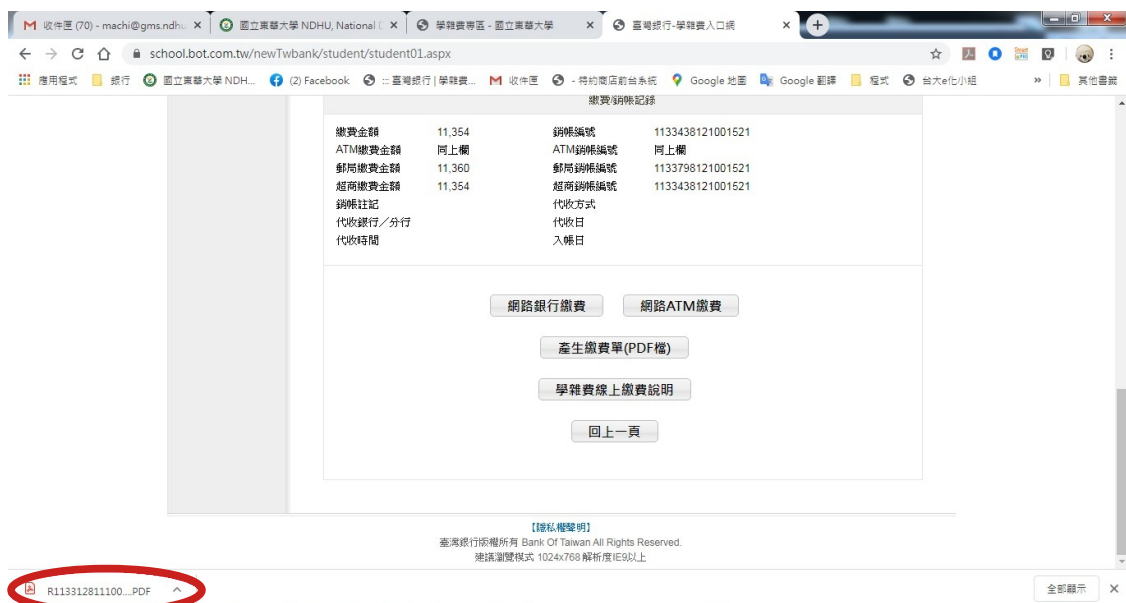 收件匣 (70) - machi@gms.ndhu
國立東華大學 NDHU, National
學雜費專區 - 國立東華大學
臺灣銀行-學雜費入口網
school.bot.com.tw/newTwbank/student/student01.aspx
應用程式 銀行 國立東華大學 NDH... (2) Facebook ::: 臺灣銀行|學雜費... 收件匣 - 特約商店前台系統 Google 地圖 Google 翻譯 程式 台大e化小組 » 其他書籤
繳費/銷帳記錄
繳費金額 11,354 銷帳編號 1133438121001521
ATM繳費金額 同上欄 ATM銷帳編號 同上欄
郵局繳費金額 11,360 郵局銷帳編號 1133798121001521
超商繳費金額 11,354 超商銷帳編號 1133438121001521
銷帳註記 代收方式
代收銀行／分行 代收日
代收時間 入帳日
網路銀行繳費 網路ATM繳費
產生繳費單(PDF檔)
學雜費線上繳費說明
回上一頁
【隱私權聲明】
臺灣銀行版權所有 Bank Of Taiwan All Rights Reserved.
建議瀏覽模式 1024x768 解析度IE9以上
R113312811100....PDF 全部顯示